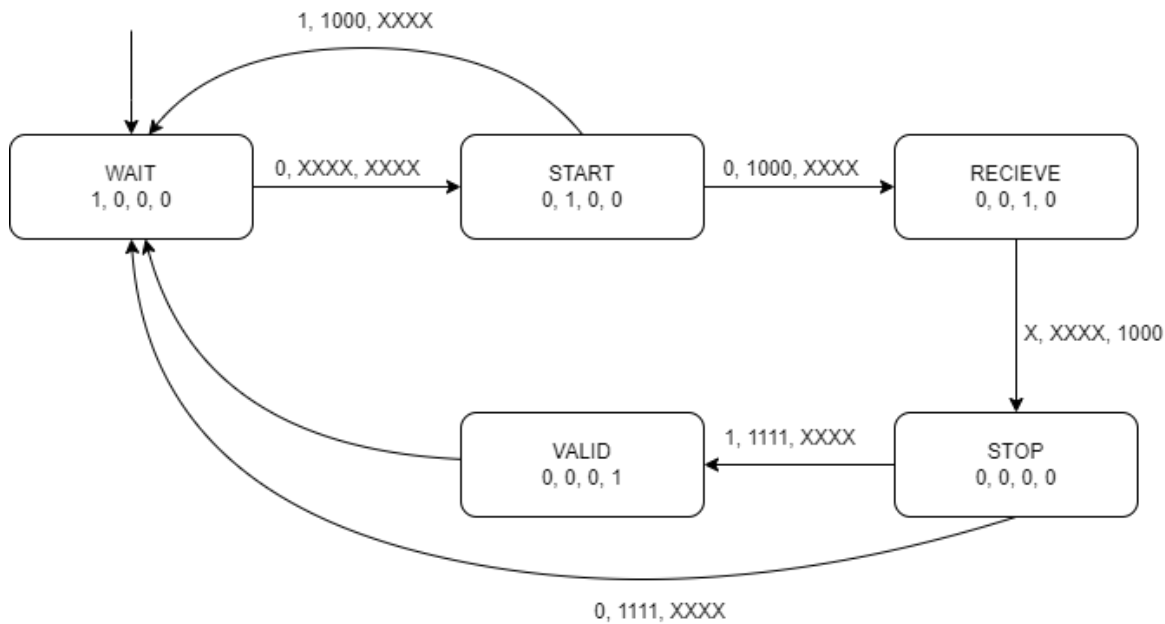 1, 1000, XXXX
WAIT
1, 0, 0, 0
0, XXXX, XXXX
START
0, 1, 0, 0
0, 1000, XXXX
RECIEVE
0, 0, 1, 0
X, XXXX, 1000
VALID
0, 0, 0, 1
1, 1111, XXXX
STOP
0, 0, 0, 0
0, 1111, XXXX